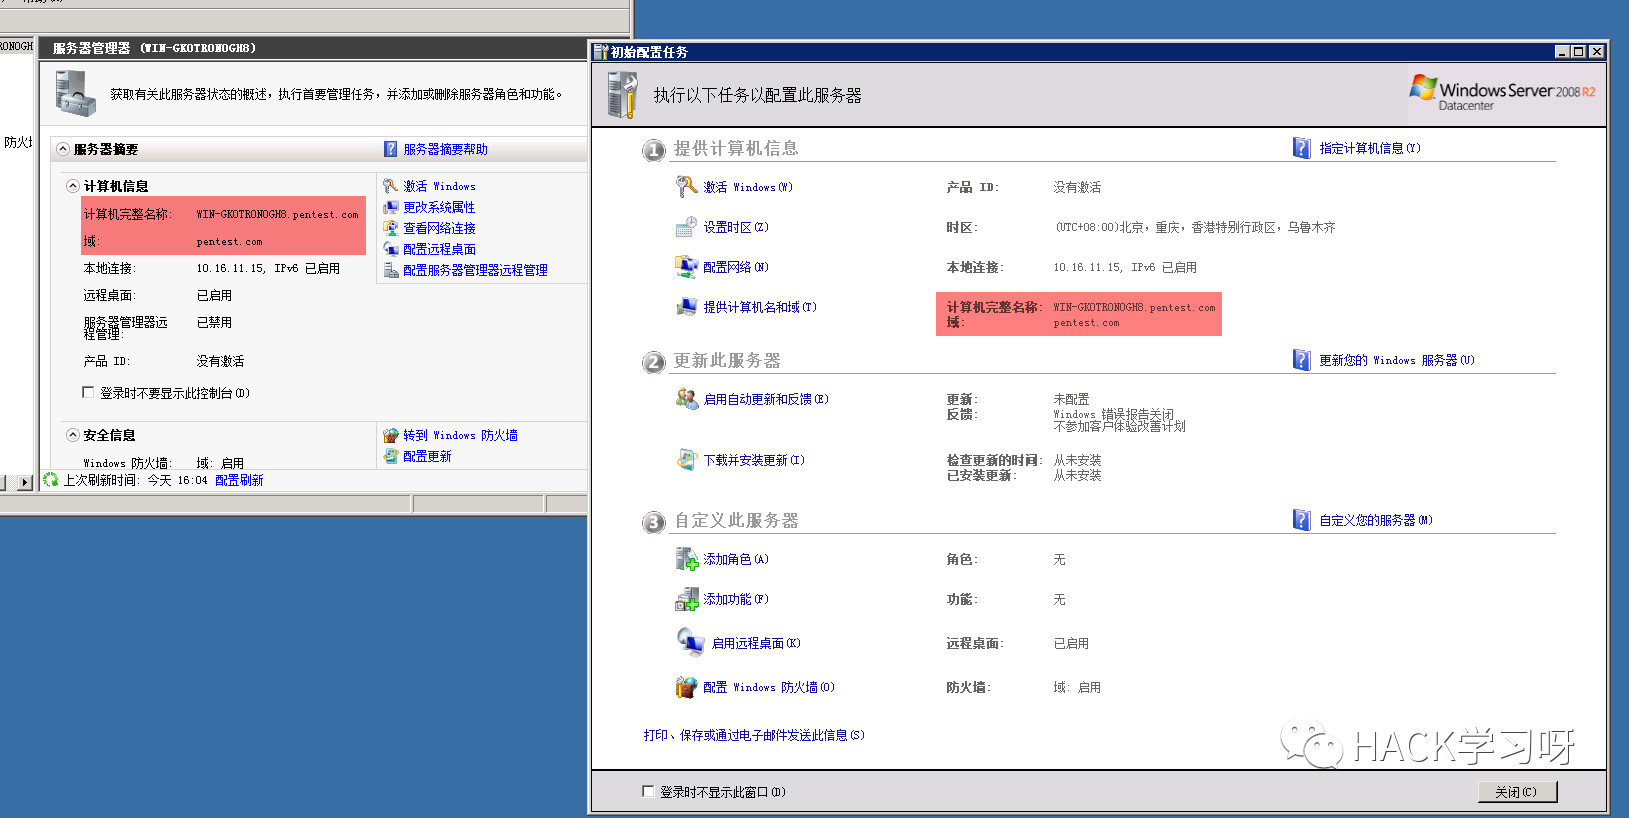 RONOGH
防火
服务器管理器 (WIN-GKOTRONOGH8)
获取有关此服务器状态的概述，执行首要管理任务，并添加或删除服务器角色和功能。
服务器摘要
服务器摘要帮助
计算机信息
计算机完整名称:
WIN-GKOTRONOGH8.pentest.com
域:
pentest.com
本地连接:
10.16.11.15, IPv6 已启用
远程桌面:
已启用
服务器管理器远
程管理:
已禁用
产品 ID:
没有激活
登录时不要显示此控制台(D)
激活 Windows
更改系统属性
查看网络连接
配置远程桌面
配置服务器管理器远程管理
安全信息
Windows 防火墙:
域: 启用
转到 Windows 防火墙
配置更新
上次刷新时间: 今天 16:04 配置刷新
初始配置任务
执行以下任务以配置此服务器
Windows Server 2008 R2
Datacenter
1 提供计算机信息
指定计算机信息(Y)
激活 Windows(W)
产品 ID:
没有激活
设置时区(Z)
时区:
(UTC+08:00)北京，重庆，香港特别行政区，乌鲁木齐
配置网络(N)
本地连接:
10.16.11.15, IPv6 已启用
提供计算机名和域(T)
计算机完整名称:
WIN-GKOTRONOGH8.pentest.com
域:
pentest.com
2 更新此服务器
更新您的 Windows 服务器(U)
启用自动更新和反馈(E)
更新:
未配置
反馈:
Windows 错误报告关闭
不参加客户体验改善计划
下载并安装更新(I)
检查更新的时间:
从未安装
已安装更新:
从未安装
3 自定义此服务器
自定义您的服务器(M)
添加角色(A)
角色:
无
添加功能(F)
功能:
无
启用远程桌面(K)
远程桌面:
已启用
配置 Windows 防火墙(O)
防火墙:
域: 启用
打印、保存或通过电子邮件发送此信息(S)
登录时不显示此窗口(D)
关闭(C)
HACK学习呀